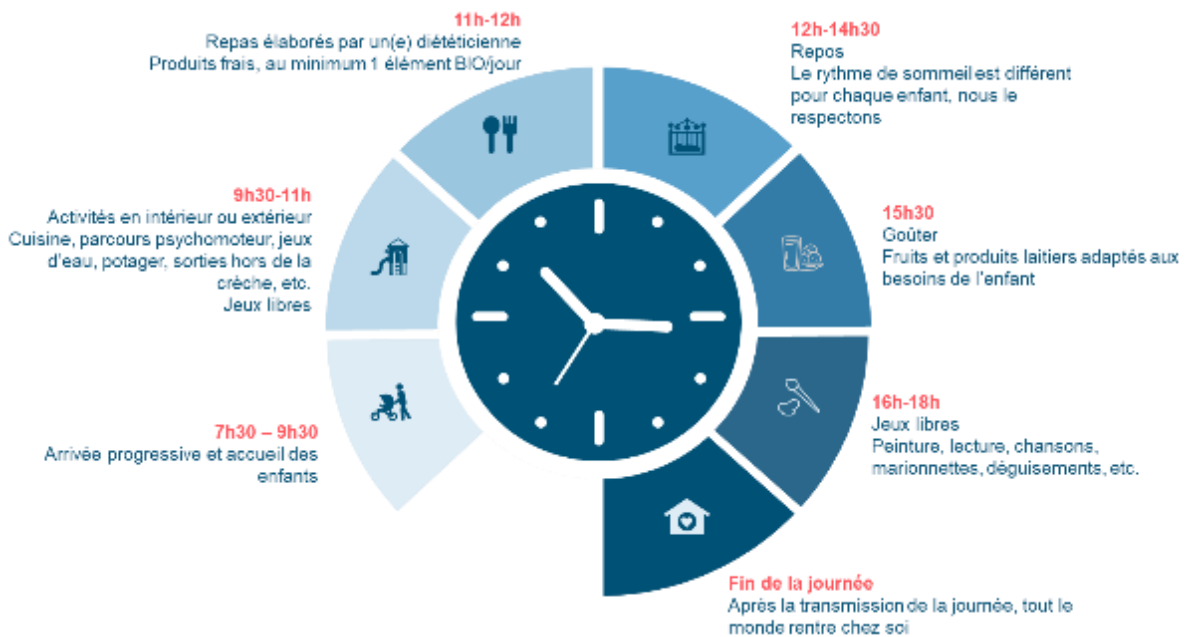 11h-12h
Repas élaborés par un(e) diététicienne
Produits frais, au minimum 1 élément BIO/jour
12h-14h30
Repos
Le rythme de sommeil est différent
pour chaque enfant, nous le
respectons
9h30-11h
Activités en intérieur ou extérieur
Cuisine, parcours psychomoteur, jeux
d'eau, potager, sorties hors de la
crèche, etc.
Jeux libres
15h30
Goûter
Fruits et produits laitiers adaptés aux
besoins de l'enfant
7h30 – 9h30
Arrivée progressive et accueil des
enfants
16h-18h
Jeux libres
Peinture, lecture, chansons,
marionnettes, déguisements, etc.
Fin de la journée
Après la transmission de la journée, tout le
monde rentre chez soi